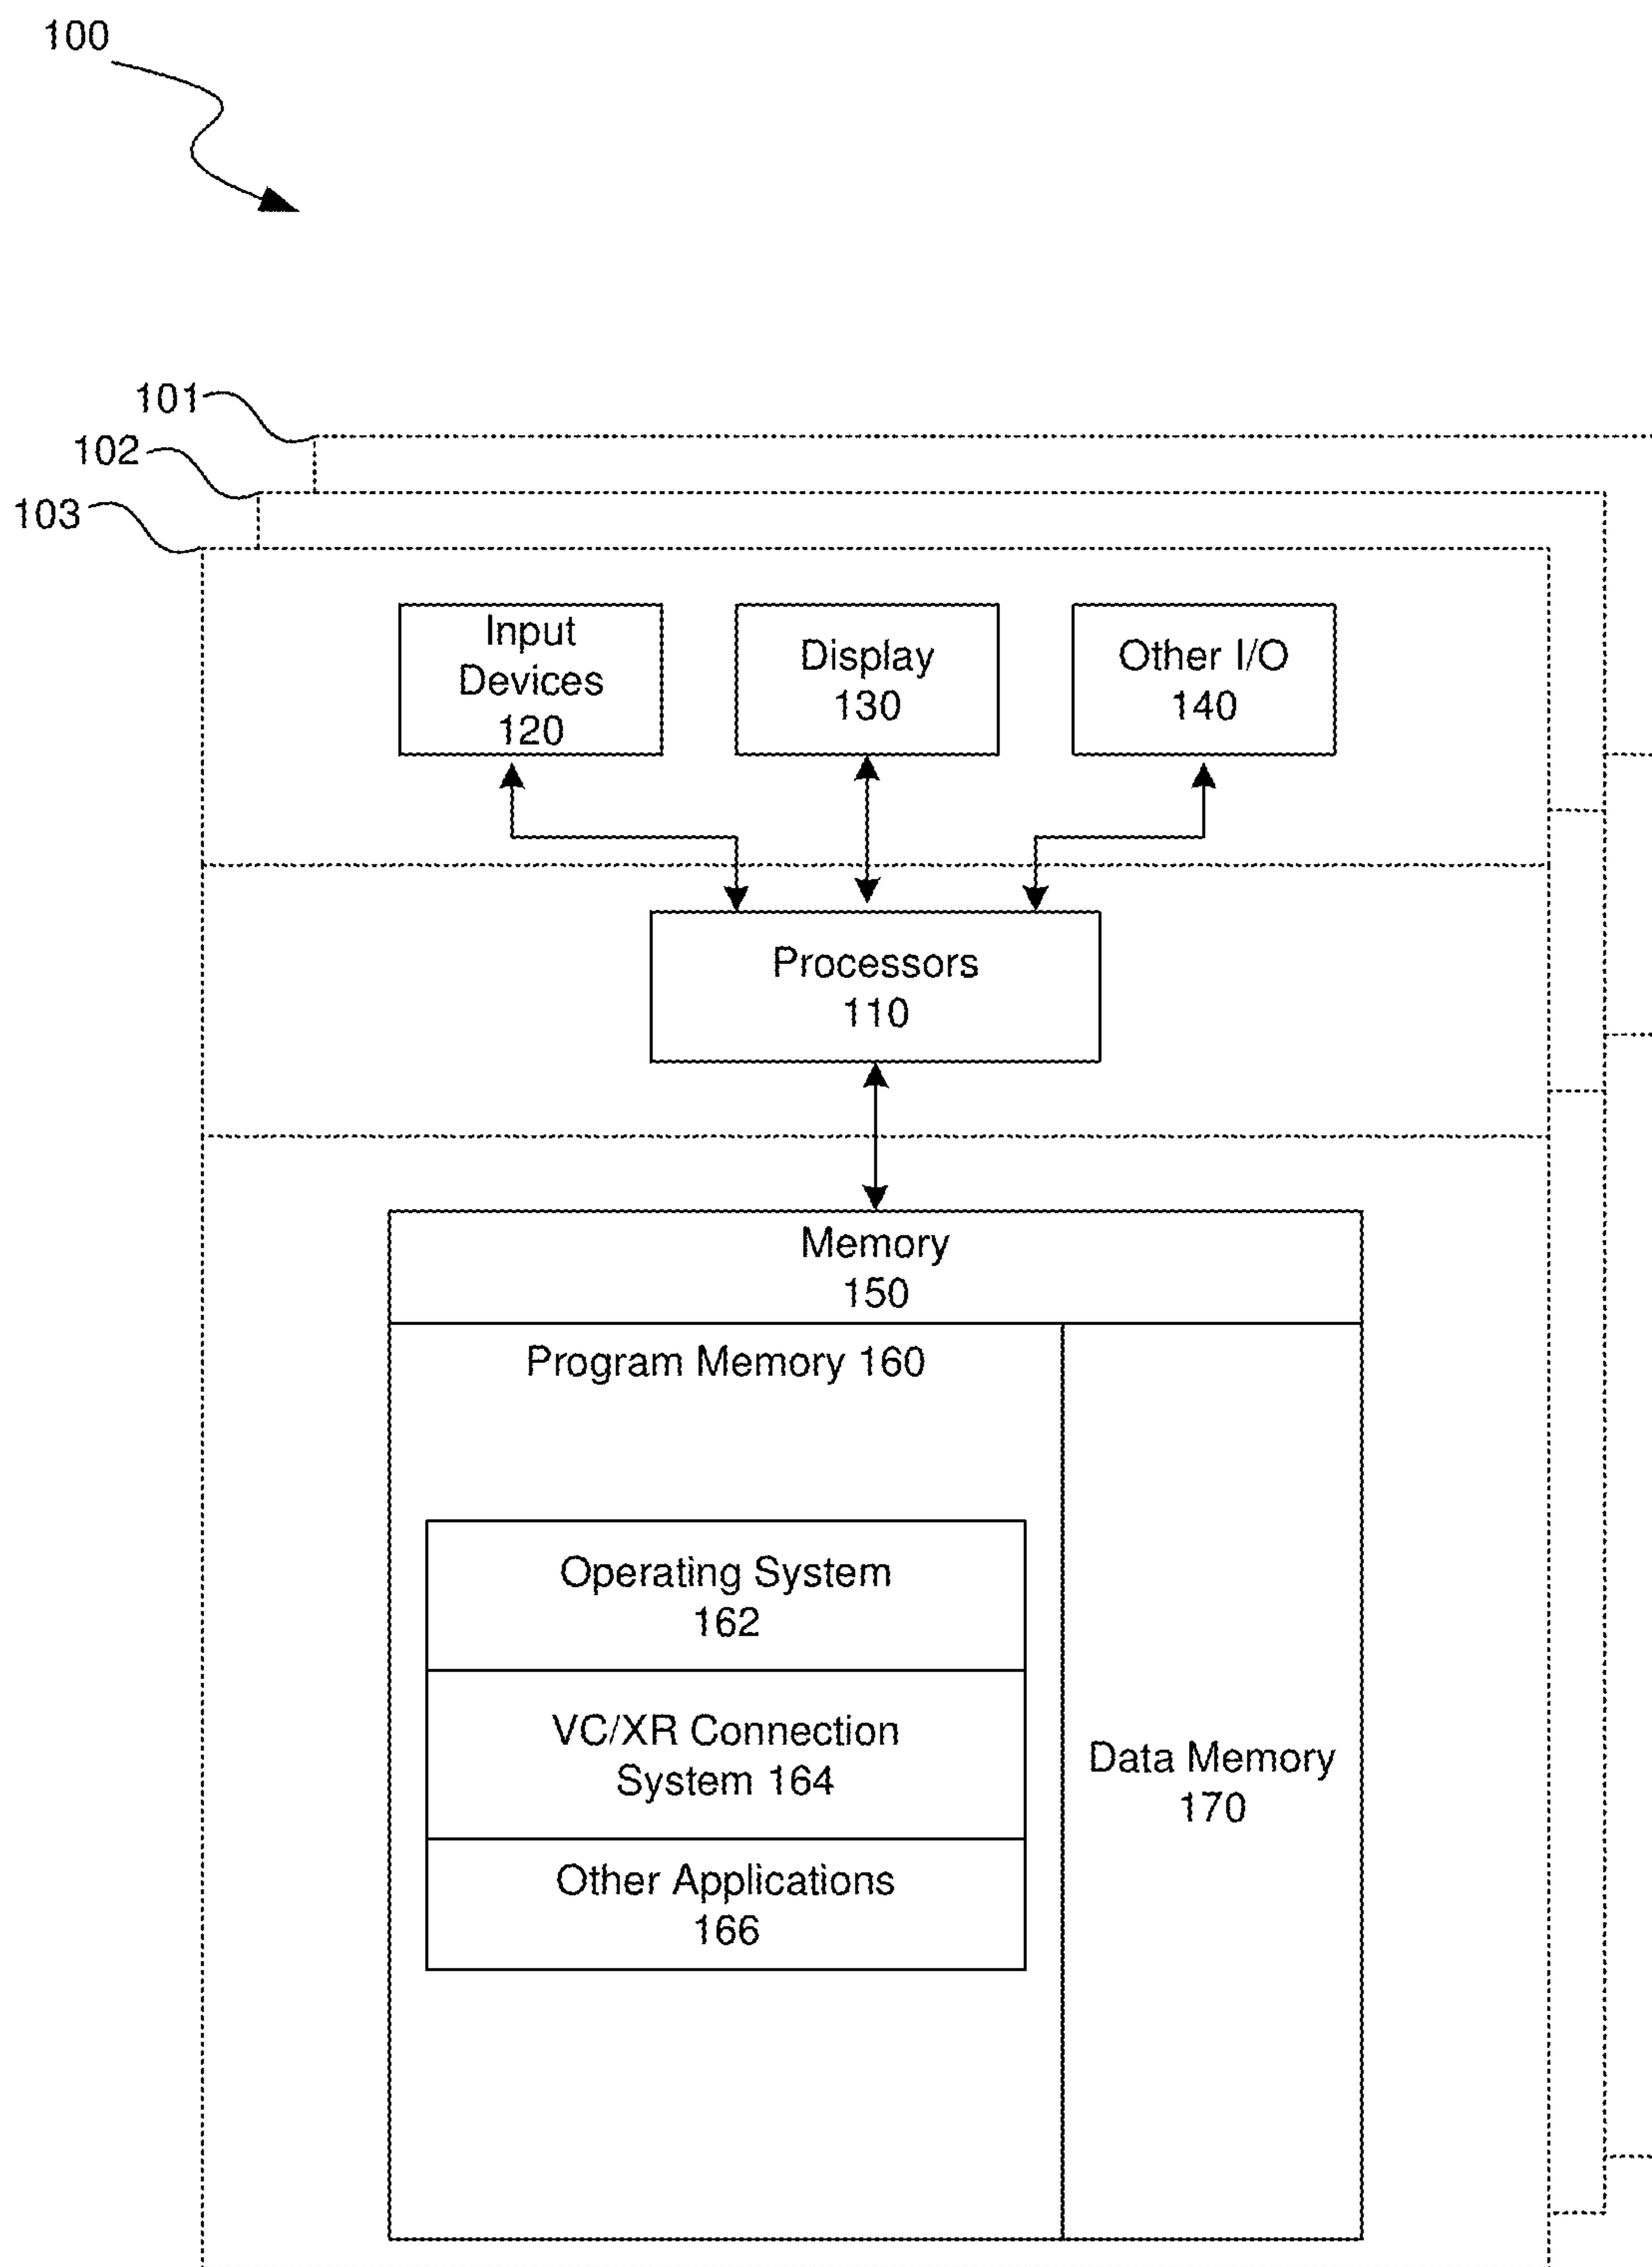 100
101
102
103
Input
Devices
120
Display
130
Other I/O
140
Processors
110
Memory
150
Program Memory 160
Operating System
162
VC/XR Connection
System 164
Other Applications
166
Data Memory
170